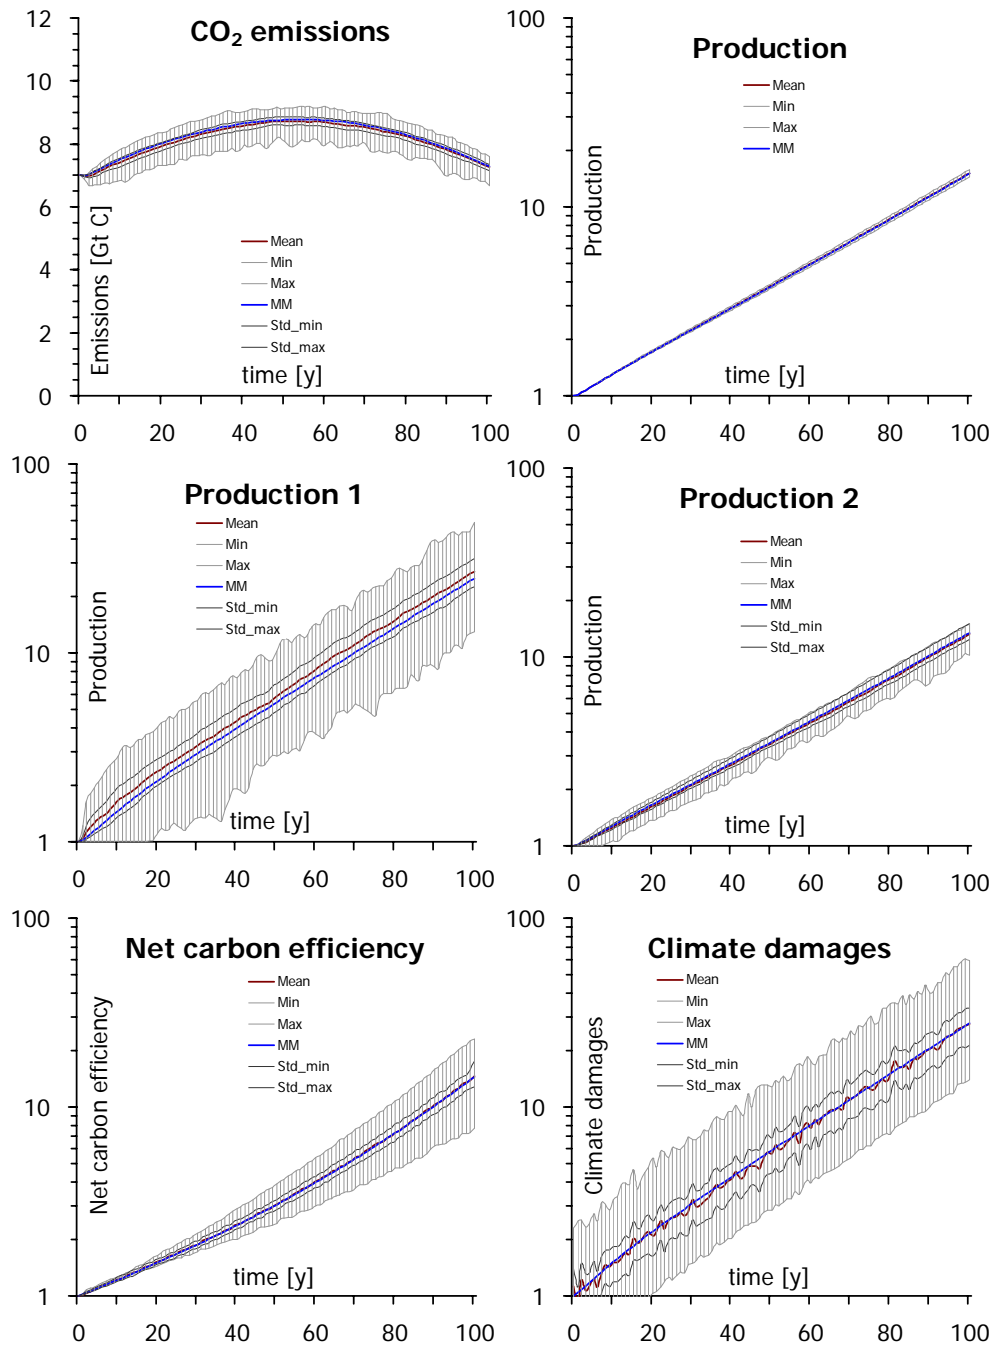 CO2 emissions
12
10
8
6
4
2
0
Emissions [Gt C]
Mean
Min
Max
MM
Std_min
Std_max
time [y]
0 20 40 60 80 100
Production
100
10
1
Production
Mean
Min
Max
MM
time [y]
0 20 40 60 80 100
Production 1
100
10
1
Production
Mean
Min
Max
MM
Std_min
Std_max
time [y]
0 20 40 60 80 100
Production 2
100
10
1
Production
Mean
Min
Max
MM
Std_min
Std_max
time [y]
0 20 40 60 80 100
Net carbon efficiency
100
10
1
Net carbon efficiency
Mean
Min
Max
MM
Std_min
Std_max
time [y]
0 20 40 60 80 100
Climate damages
100
10
1
Climate damages
Mean
Min
Max
MM
Std_min
Std_max
time [y]
0 20 40 60 80 100